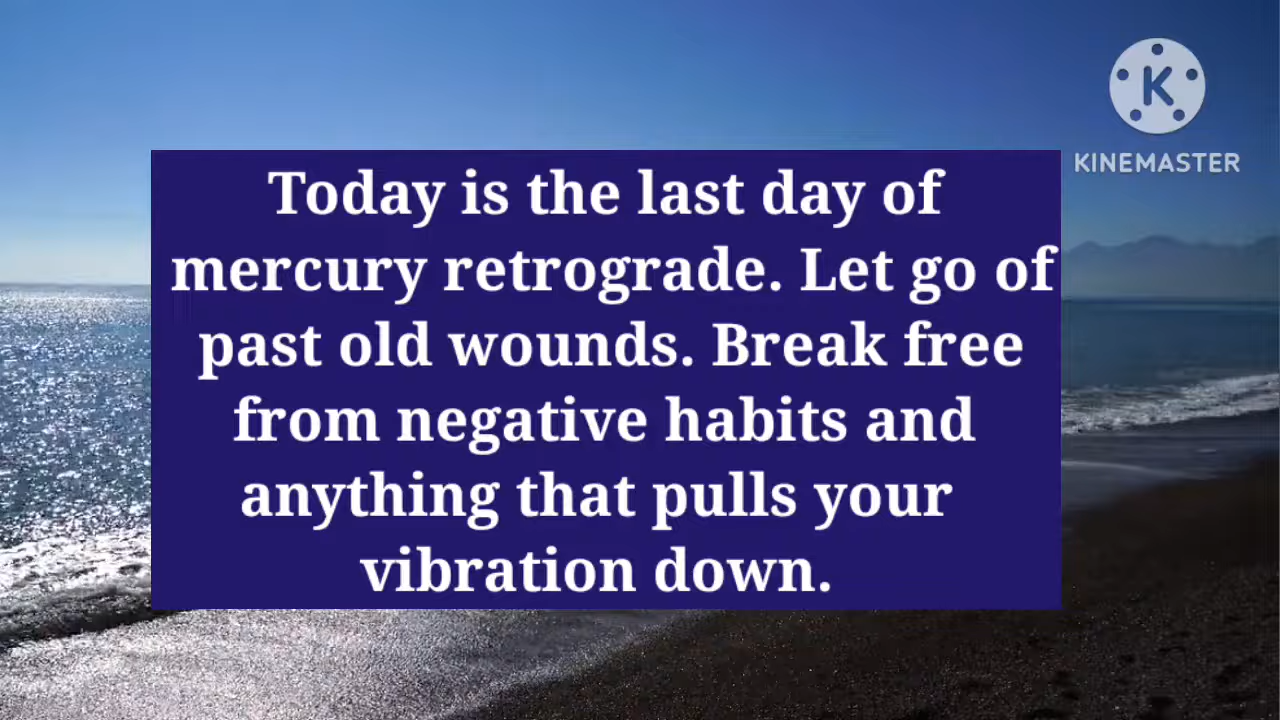 KINEMASTER
Today is the last day of
mercury retrograde. Let go of
past old wounds. Break free
from negative habits and
anything that pulls your
vibration down.